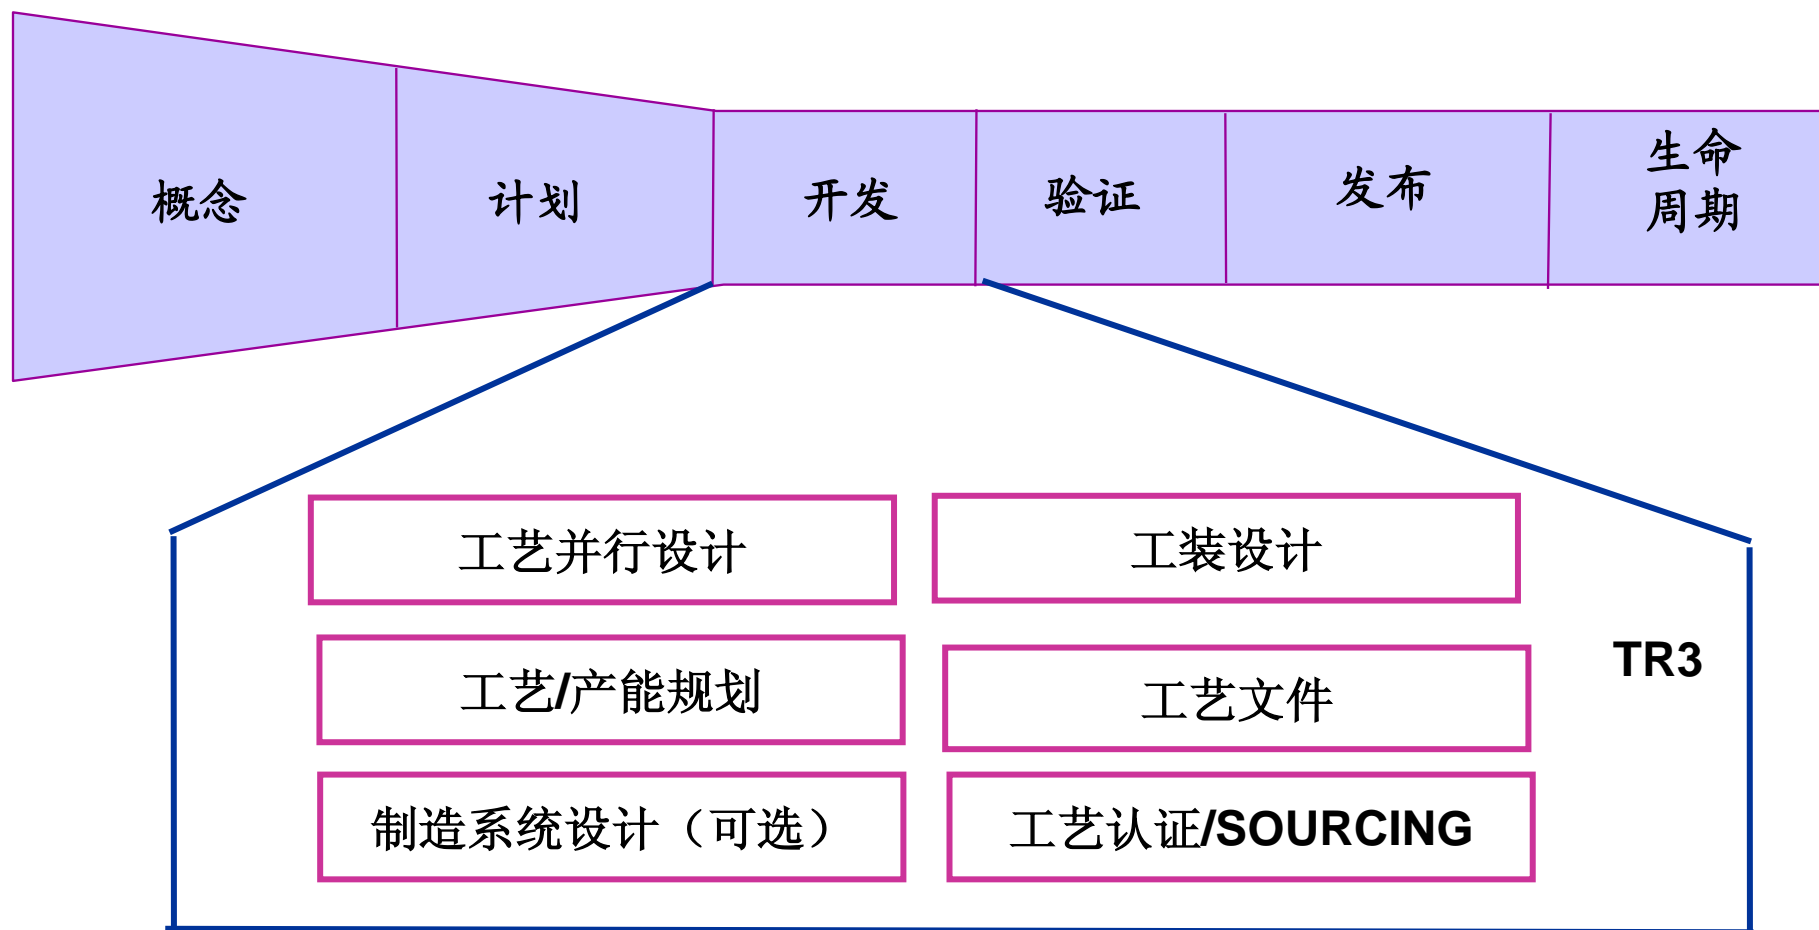 概念
计划
开发
验证
发布
生命
周期
工艺并行设计
工装设计
工艺/产能规划
工艺文件
TR3
制造系统设计（可选）
工艺认证/SOURCING